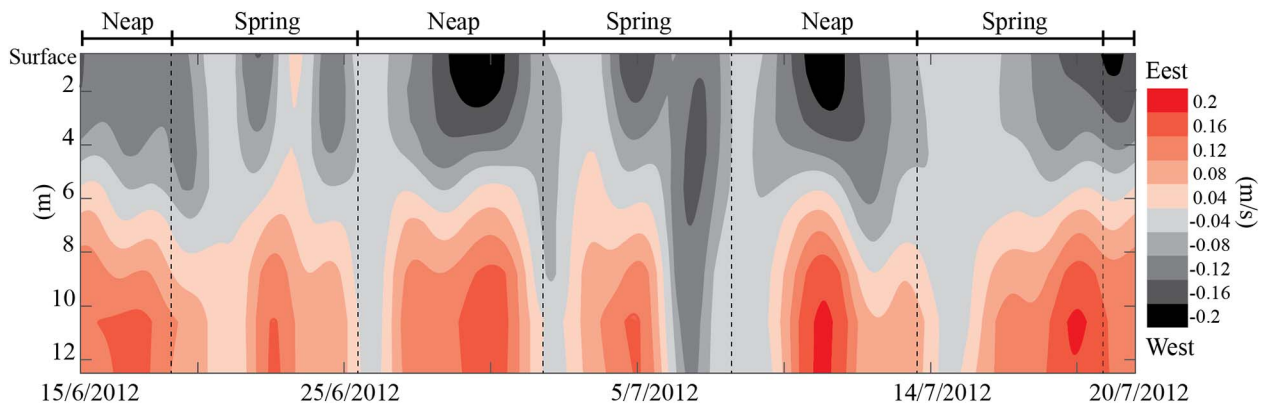 Neap Spring Neap Spring Neap Spring
Surface
2
4
6
8
10
12
(m)
15/6/2012 25/6/2012 5/7/2012 14/7/2012 20/7/2012
Eest
0.2
0.16
0.12
0.08
0.04
-0.04
-0.08
-0.12
-0.16
-0.2
West
(m/s)